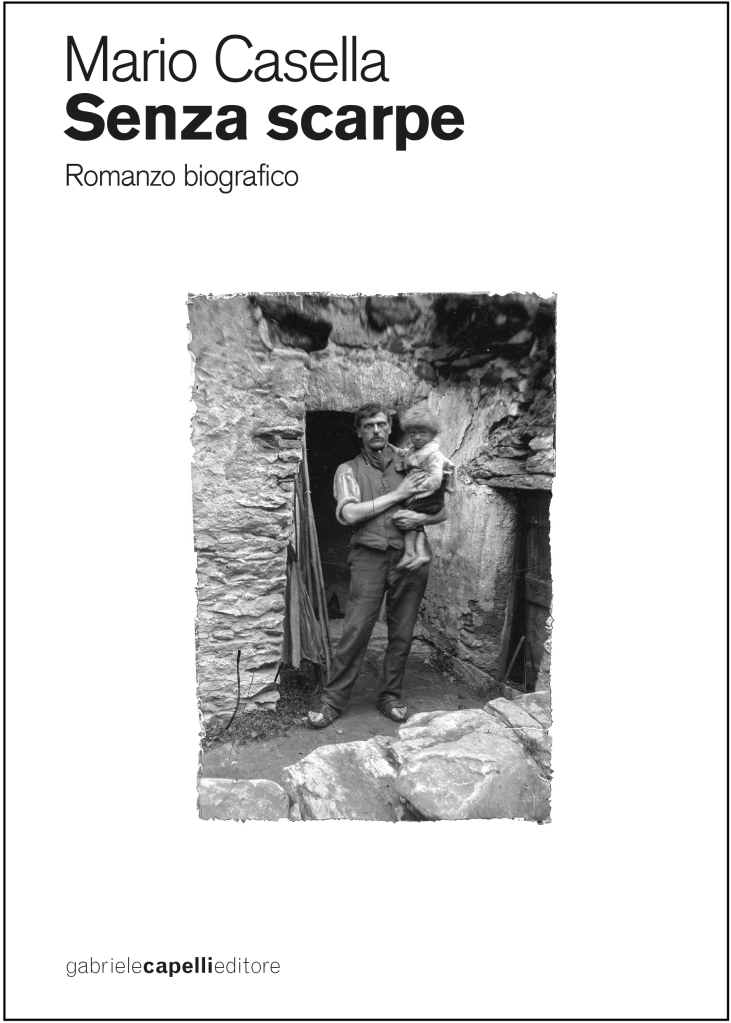 Mario Casella
Senza scarpe
Romanzo biografico
gabrielecapellieditore